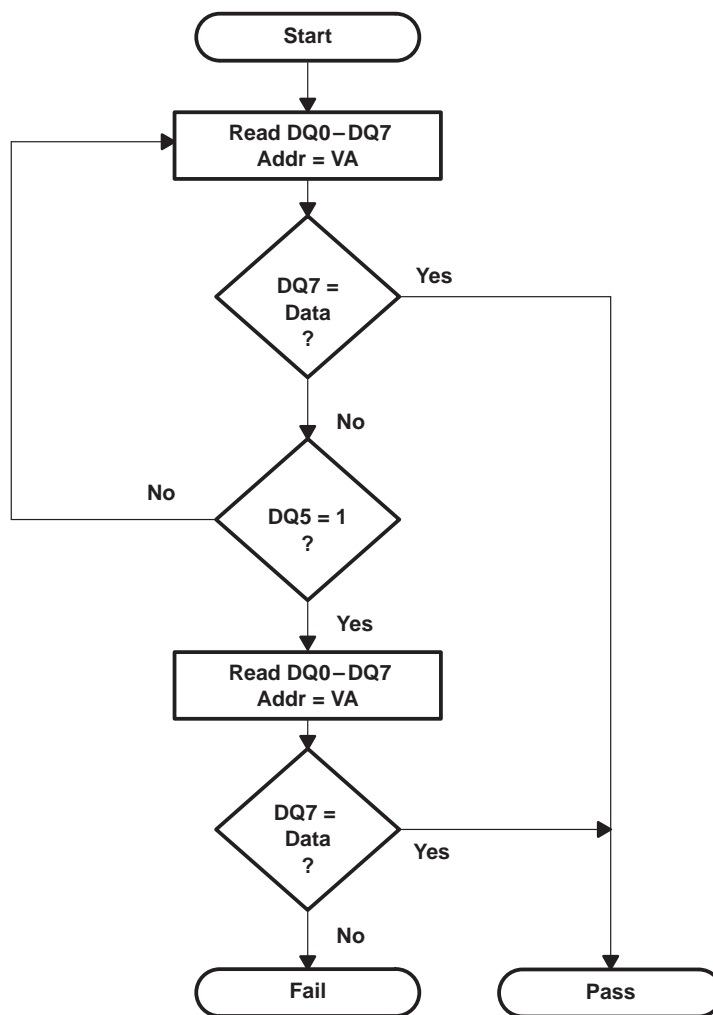 Start
Read DQ0–DQ7
Addr = VA
Yes
DQ7 =
Data
?
No
No
DQ5 = 1
?
Yes
Read DQ0–DQ7
Addr = VA
DQ7 =
Data
?
Yes
No
Fail
Pass